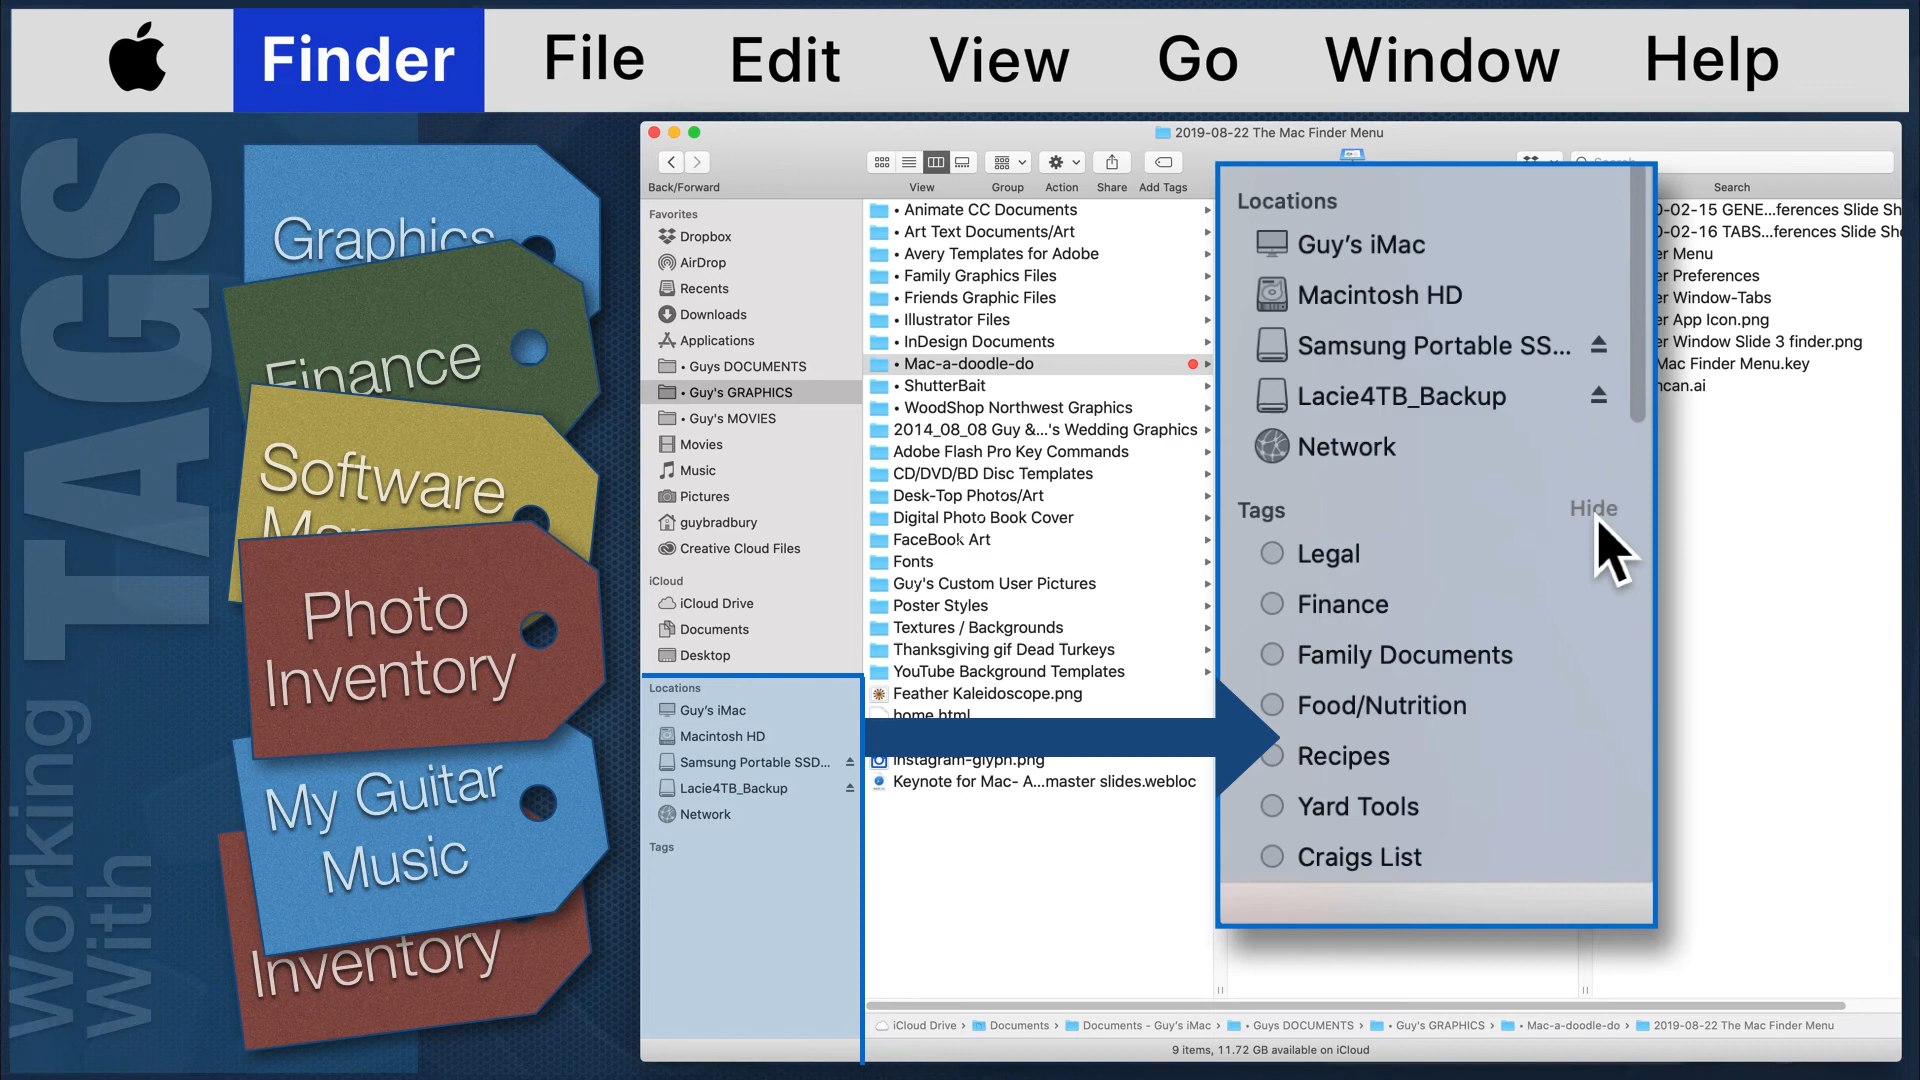 Finder File Edit View Go Window Help
Working With
TAGS
Graphics
Finance
Software
Photo
Inventory
My Guitar
Music
Inventory
2019-08-22 The Mac Finder Menu
Back/Forward View Group Action Share Add Tags Search
Favorites
Dropbox
AirDrop
Recents
Downloads
Applications
• Guys DOCUMENTS
• Guy's GRAPHICS
• Guy's MOVIES
Movies
Music
Pictures
guybradbury
Creative Cloud Files
iCloud
iCloud Drive
Documents
Desktop
Locations
Guy's iMac
Macintosh HD
Samsung Portable SSD...
Lacie4TB_Backup
Network
Tags
• Animate CC Documents
• Art Text Documents/Art
• Avery Templates for Adobe
• Family Graphics Files
• Friends Graphic Files
• Illustrator Files
• InDesign Documents
• Mac-a-doodle-do
• ShutterBait
• WoodShop Northwest Graphics
2014_08_08 Guy &...'s Wedding Graphics
Adobe Flash Pro Key Commands
CD/DVD/BD Disc Templates
Desk-Top Photos/Art
Digital Photo Book Cover
FaceBook Art
Fonts
Guy's Custom User Pictures
Poster Styles
Textures / Backgrounds
Thanksgiving gif Dead Turkeys
YouTube Background Templates
Feather Kaleidoscope.png
home.html
Instagram-glyph.png
Keynote for Mac- A...master slides.webloc
Locations
Guy's iMac
Macintosh HD
Samsung Portable SS...
Lacie4TB_Backup
Network
Tags Hide
Legal
Finance
Family Documents
Food/Nutrition
Recipes
Yard Tools
Craigs List
0-02-15 GENE...ferences Slide Sh
0-02-16 TABS...ferences Slide Sh
er Menu
er Preferences
er Window-Tabs
er App Icon.png
er Window Slide 3 finder.png
Mac Finder Menu.key
ncan.ai
iCloud Drive › Documents › Documents - Guy's iMac › • Guys DOCUMENTS › • Guy's GRAPHICS › • Mac-a-doodle-do › 2019-08-22 The Mac Finder Menu
9 items, 11.72 GB available on iCloud